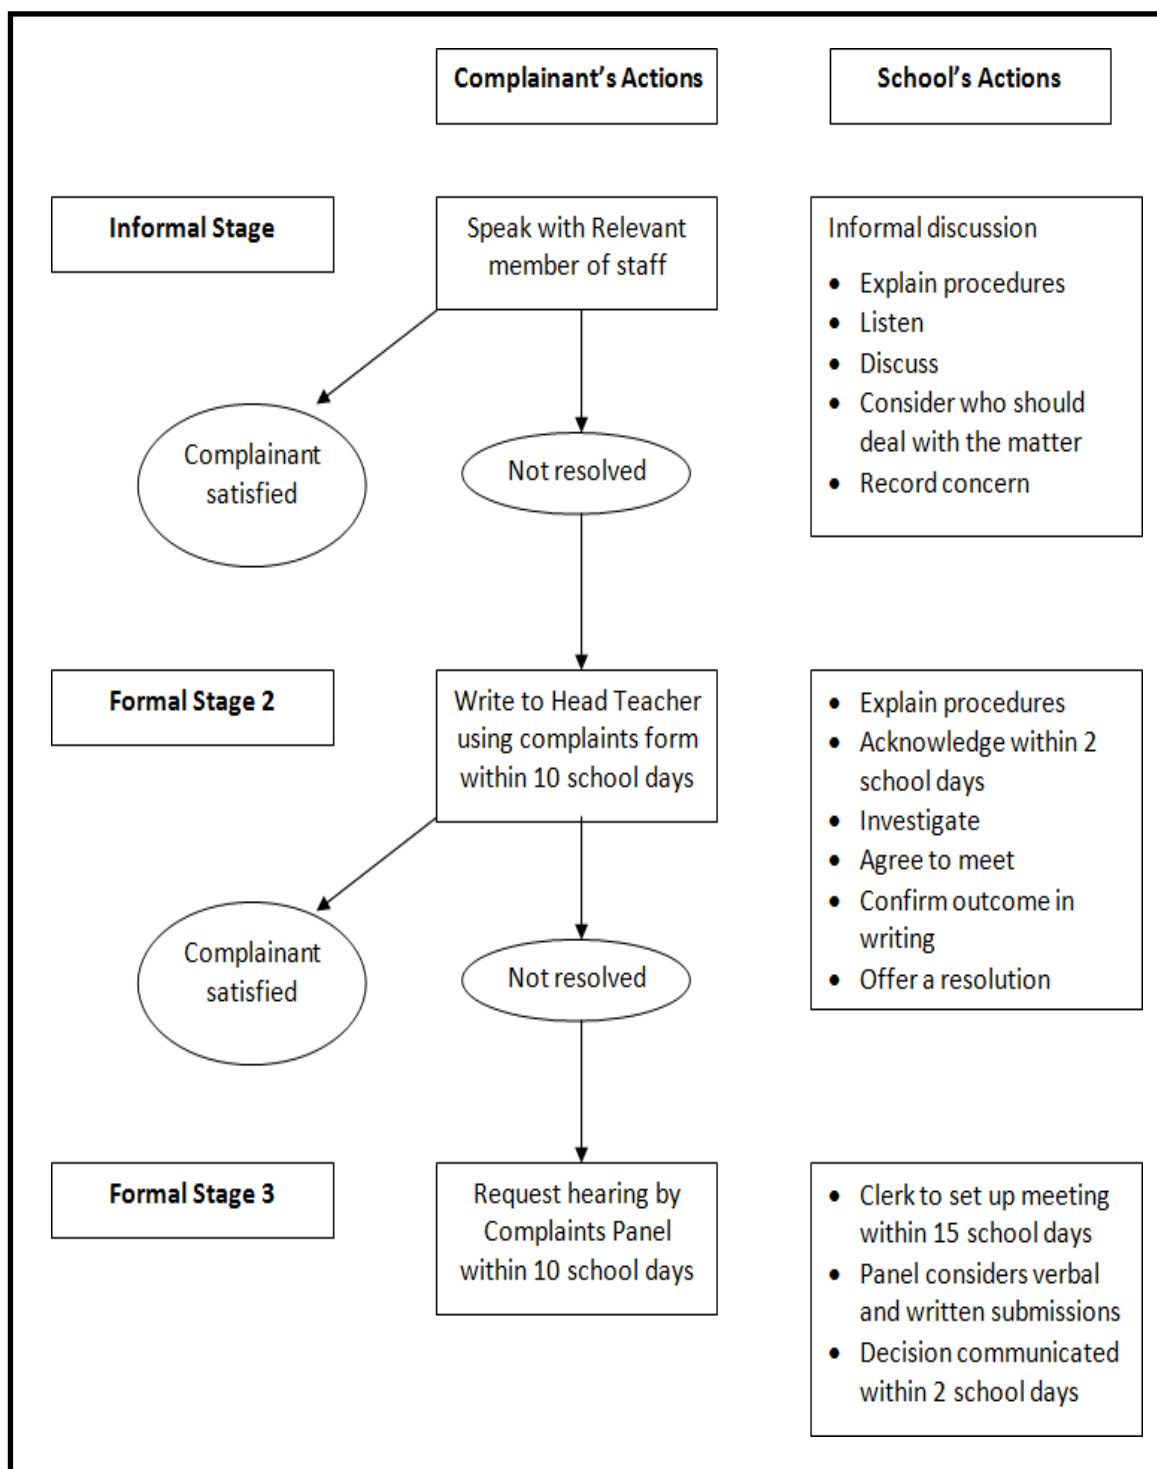 Complainant’s Actions
School’s Actions
Informal Stage
Speak with Relevant
member of staff
Informal discussion
• Explain procedures
• Listen
• Discuss
• Consider who should
deal with the matter
• Record concern
Complainant
satisfied
Not resolved
Formal Stage 2
Write to Head Teacher
using complaints form
within 10 school days
• Explain procedures
• Acknowledge within 2
school days
• Investigate
• Agree to meet
• Confirm outcome in
writing
• Offer a resolution
Complainant
satisfied
Not resolved
Formal Stage 3
Request hearing by
Complaints Panel
within 10 school days
• Clerk to set up meeting
within 15 school days
• Panel considers verbal
and written submissions
• Decision communicated
within 2 school days